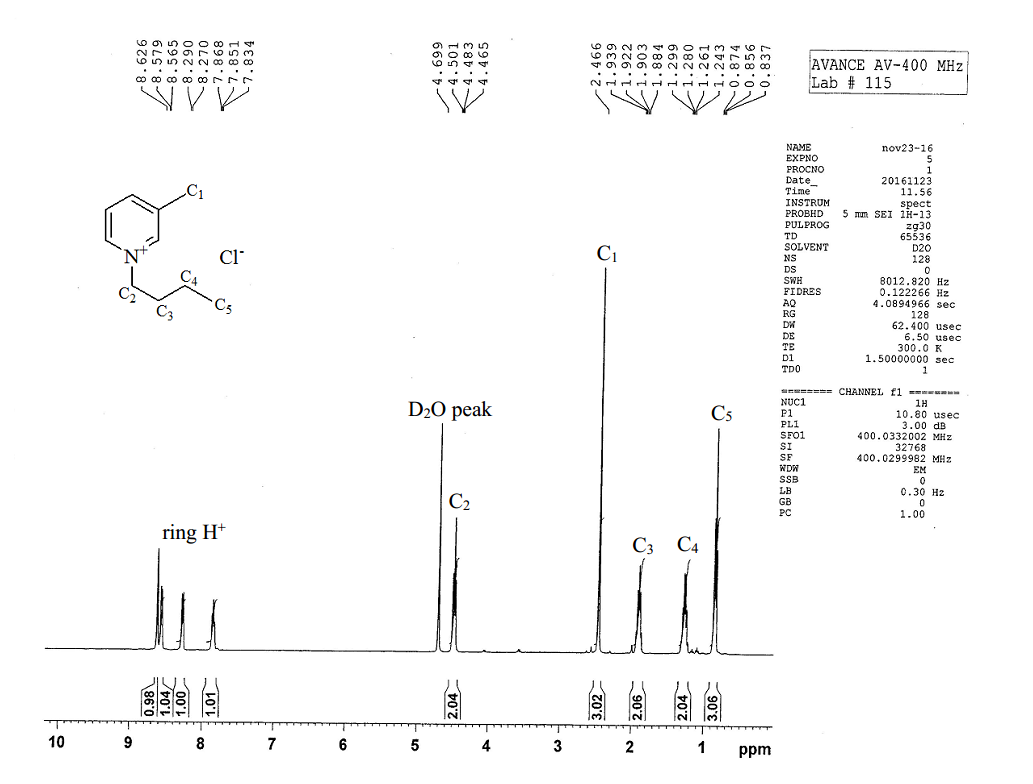 8.626
8.579
8.565
8.290
8.270
7.868
7.851
7.834
4.699
4.501
4.483
4.465
2.466
1.939
1.922
1.903
1.884
1.299
1.280
1.261
1.243
0.874
0.856
0.837
AVANCE AV-400 MHz
Lab # 115
NAME nov23-16
EXPNO 5
PROCNO 1
Date_ 20161123
Time 11.56
INSTRUM spect
PROBHD 5 mm SEI 1H-13
PULPROG zg30
TD 65536
SOLVENT D2O
NS 128
DS 0
SWH 8012.820 Hz
FIDRES 0.122266 Hz
AQ 4.0894966 sec
RG 128
DW 62.400 usec
DE 6.50 usec
TE 300.0 K
D1 1.50000000 sec
TD0 1
======== CHANNEL f1 ========
NUC1 1H
P1 10.80 usec
PL1 3.00 dB
SFO1 400.0332002 MHz
SI 32768
SF 400.0299982 MHz
WDW EM
SSB 0
LB 0.30 Hz
GB 0
PC 1.00
C₁
N⁺
Cl⁻
C₂
C₃
C₄
C₅
ring H⁺
D₂O peak
C₂
C₁
C₃
C₄
C₅
0.98
1.04
1.00
1.01
2.04
3.02
2.06
2.04
3.06
10 9 8 7 6 5 4 3 2 1 ppm